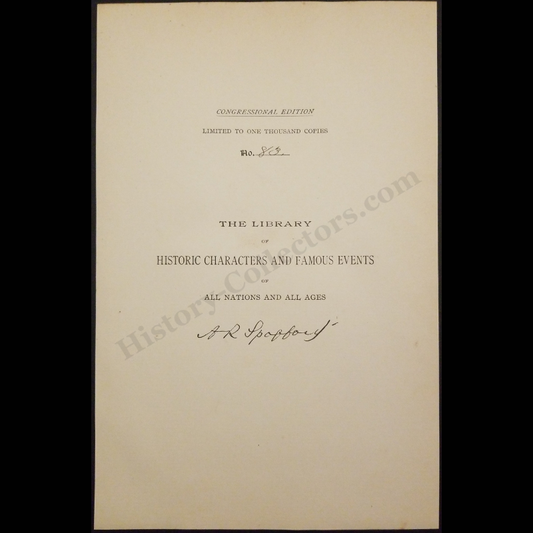 CONGRESSIONAL EDITION
LIMITED TO ONE THOUSAND COPIES
No.
THE LIBRARY
OF
HISTORIC CHARACTERS AND FAMOUS EVENTS
OF
ALL NATIONS AND ALL AGES
A R Spofford
History-Collectors.com